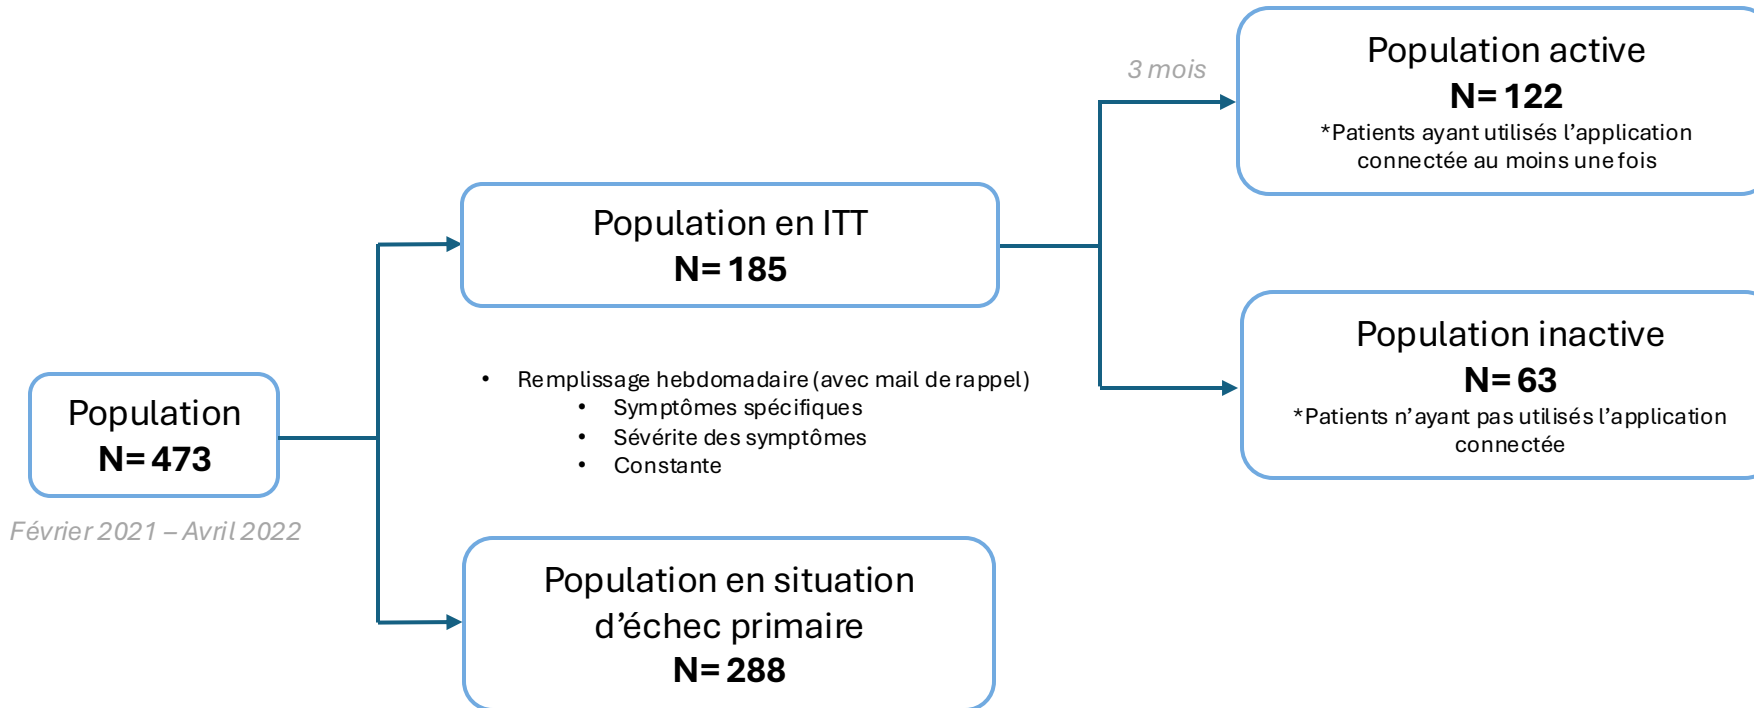 3 mois
Population active
N= 122
*Patients ayant utilisés l’application
connectée au moins une fois
Population en ITT
N= 185
Population inactive
N= 63
*Patients n’ayant pas utilisés l’application
connectée
• Remplissage hebdomadaire (avec mail de rappel)
• Symptômes spécifiques
• Sévérite des symptômes
• Constante
Population
N= 473
Février 2021 – Avril 2022
Population en situation
d’échec primaire
N= 288